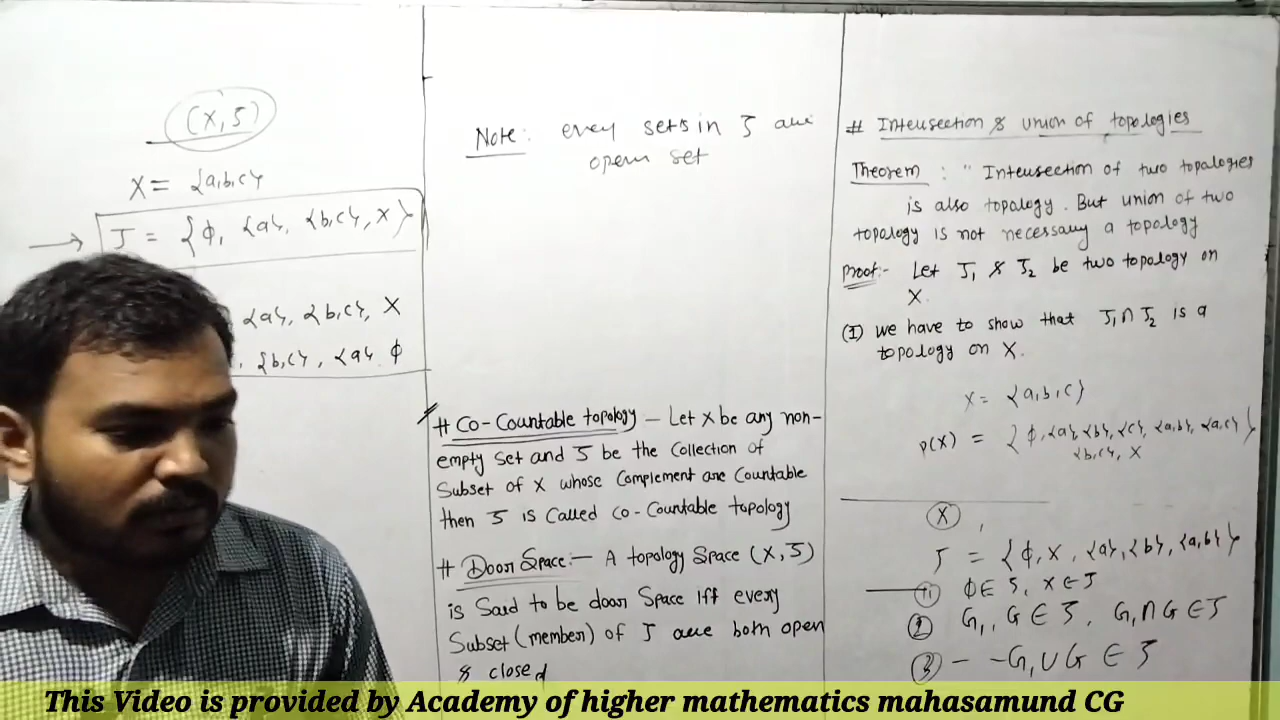 (X, ζ)
X = {a,b,c}
J = {ϕ, {a}, {b,c}, X}
{a}, {b,c}, X
, {b,c}, {a}, ϕ
Note: every sets in ζ are
open set
# Co-Countable topology — Let X be any non-
empty set and ζ be the Collection of
Subset of X whose Complement are Countable
then ζ is Called co-Countable topology
# Door Space:— A topology Space (X, ζ)
is Said to be door Space iff every
Subset (member) of J are both open
& closed
# Intersection & union of topologies
Theorem : " Intersection of two topologies
is also topology. But union of two
topology is not necessary a topology
Proof:- Let J₁ & J₂ be two topology on
X.
(I) we have to show that J₁ ∩ J₂ is a
topology on X.
X = {a,b,c}
P(X) = {ϕ, {a}, {b}, {c}, {a,b}, {a,c}
{b,c}, X }
(X) ,
J = {ϕ, X, {a}, {b}, {a,b}}
① ϕ ∈ ζ, X ∈ J
② G₁, G ∈ ζ, G₁ ∩ G ∈ J
③ – -G₁ ∪ G ∈ ζ
This Video is provided by Academy of higher mathematics mahasamund CG